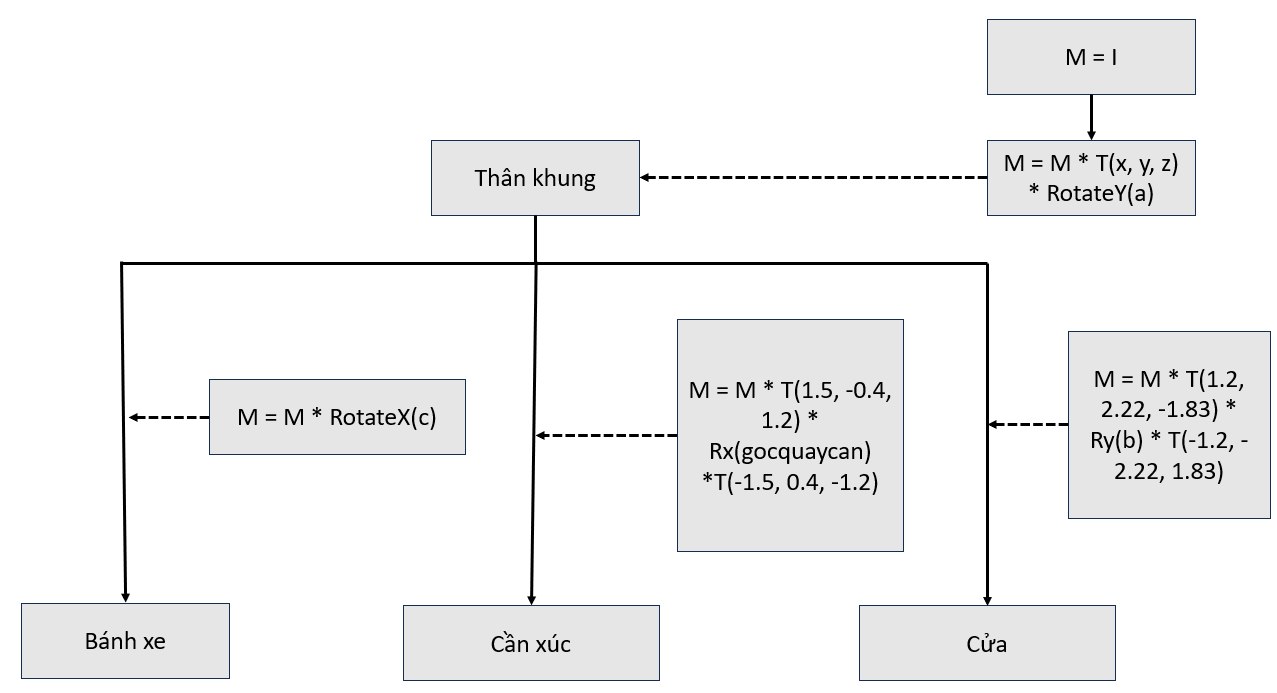 M = I
Thân khung
M = M * T(x, y, z)
* RotateY(a)
M = M * RotateX(c)
M = M * T(1.5, -0.4,
1.2) *
Rx(gocquaycan)
*T(-1.5, 0.4, -1.2)
M = M * T(1.2,
2.22, -1.83) *
Ry(b) * T(-1.2, -
2.22, 1.83)
Bánh xe
Cần xúc
Cửa